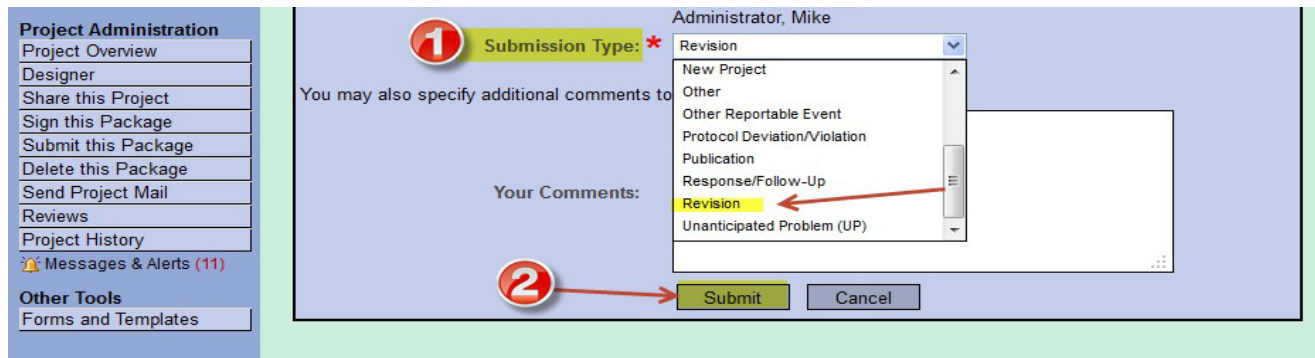 Project Administration
Project Overview
Designer
Share this Project
Sign this Package
Submit this Package
Delete this Package
Send Project Mail
Reviews
Project History
Messages & Alerts (11)
Other Tools
Forms and Templates
Administrator, Mike
1 Submission Type: * Revision
New Project
Other
Other Reportable Event
Protocol Deviation/Violation
Publication
Response/Follow-Up
Revision
Unanticipated Problem (UP)
You may also specify additional comments to
Your Comments:
2 Submit Cancel